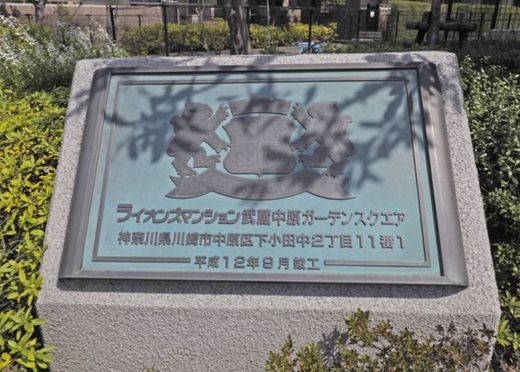 ライオンズマンション武蔵中原ガーデンスクエア
神奈川県川崎市中原区下小田中2丁目11番1
平成12年9月竣工